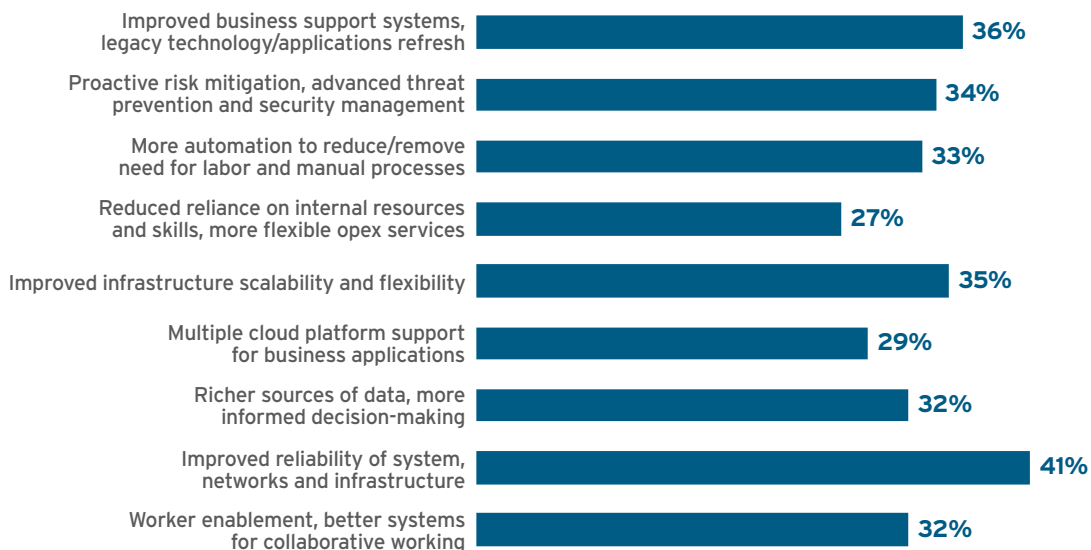 Improved business support systems,
legacy technology/applications refresh
36%
Proactive risk mitigation, advanced threat
prevention and security management
34%
More automation to reduce/remove
need for labor and manual processes
33%
Reduced reliance on internal resources
and skills, more flexible opex services
27%
Improved infrastructure scalability and flexibility
35%
Multiple cloud platform support
for business applications
29%
Richer sources of data, more
informed decision-making
32%
Improved reliability of system,
networks and infrastructure
41%
Worker enablement, better systems
for collaborative working
32%